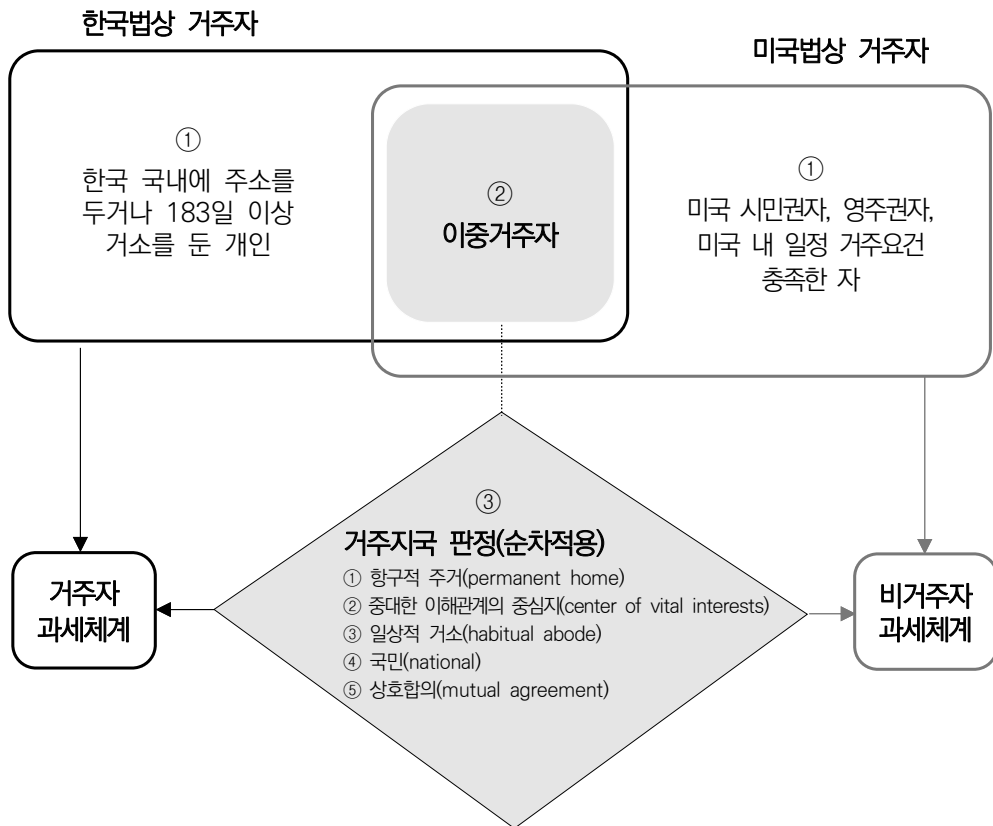 한국법상 거주자
미국법상 거주자
①
한국 국내에 주소를
두거나 183일 이상
거소를 둔 개인
②
이중거주자
①
미국 시민권자, 영주권자,
미국 내 일정 거주요건
충족한 자
③
거주지국 판정(순차적용)
① 항구적 주거(permanent home)
② 중대한 이해관계의 중심지(center of vital interests)
③ 일상적 거소(habitual abode)
④ 국민(national)
⑤ 상호합의(mutual agreement)
거주자
과세체계
비거주자
과세체계